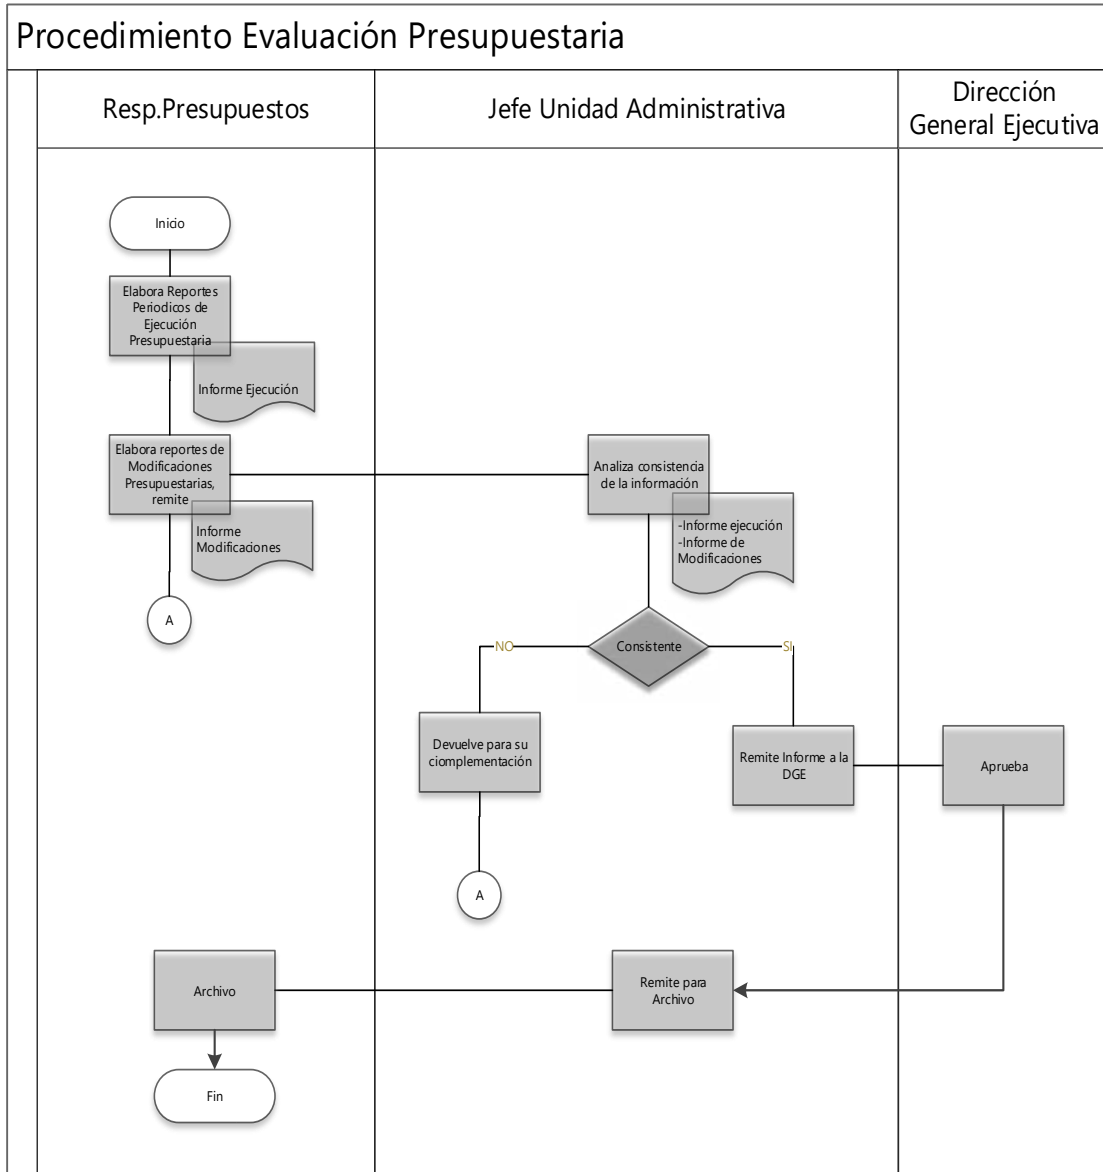 Procedimiento Evaluación Presupuestaria
Resp.Presupuestos
Jefe Unidad Administrativa
Dirección
General Ejecutiva
Inicio
Elabora Reportes
Periodicos de
Ejecución
Presupuestaria
Informe Ejecución
Elabora reportes de
Modificaciones
Presupuestarias,
remite
Informe
Modificaciones
A
Analiza consistencia
de la información
-Informe ejecución
-Informe de
Modificaciones
Consistente
NO
SI
Devuelve para su
ciomplementación
A
Remite Informe a la
DGE
Aprueba
Remite para
Archivo
Archivo
Fin